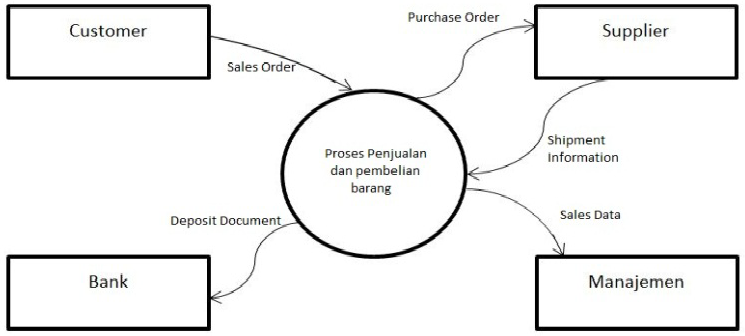 Customer
Purchase Order
Supplier
Sales Order
Proses Penjualan
dan pembelian
barang
Shipment
Information
Deposit Document
Sales Data
Bank
Manajemen